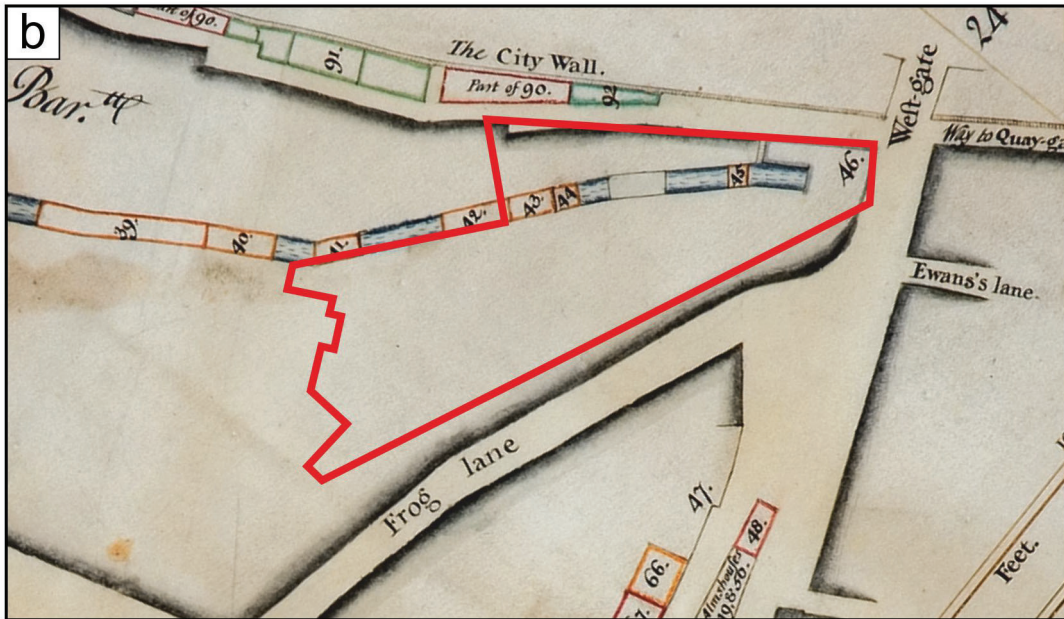 b
Part of 90.
91.
The City Wall.
Part of 90.
92
24
West-gate
Way to Quay-ga
Bar.tt
39.
40.
41.
42.
43.
44
45
46.
Ewans's lane.
Frog lane
47.
48.
66.
Almshouses
49.&50.
Feet.